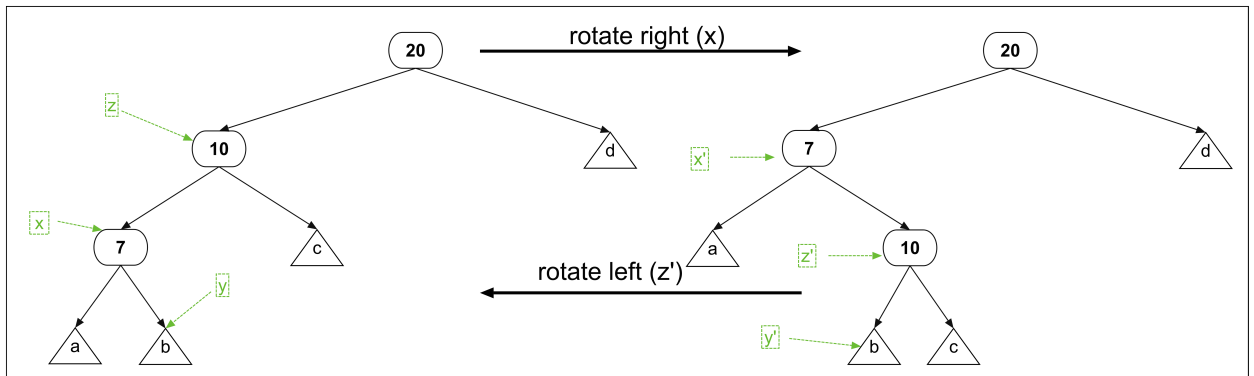 20
rotate right (x)
20
z
10
d
x'
7
d
x
7
c
a
z'
10
rotate left (z')
y
a
b
y'
b
c